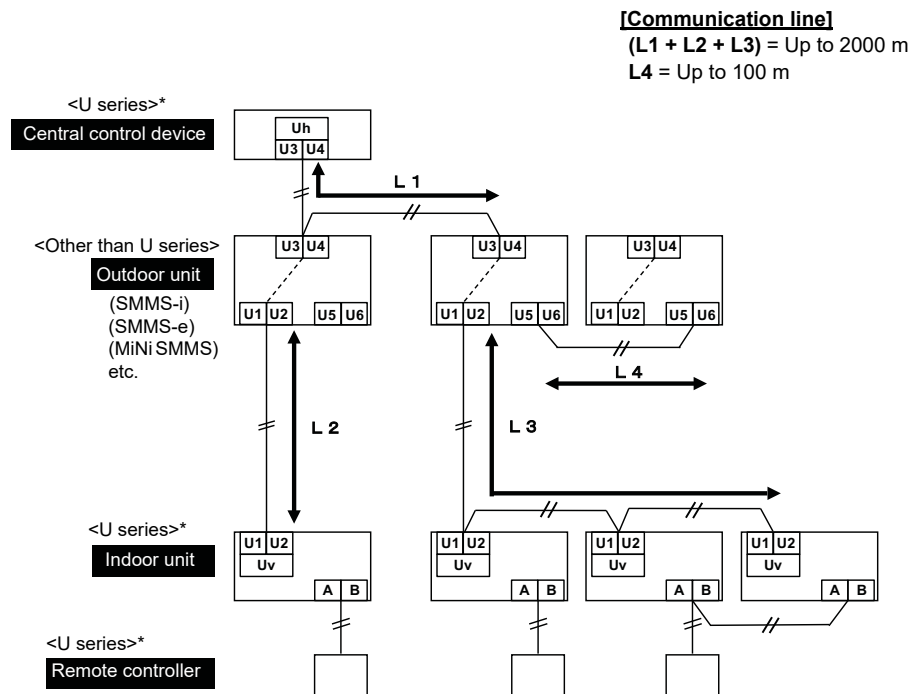 [Communication line]
(L1 + L2 + L3) = Up to 2000 m
L4 = Up to 100 m
<U series>*
Central control device
Uh
U3 U4
L 1
<Other than U series>
Outdoor unit
(SMMS-i)
(SMMS-e)
(MiNi SMMS)
etc.
U3 U4
U3 U4
U3 U4
U1 U2
U5 U6
U1 U2
U5 U6
U1 U2
U5 U6
L 4
L 2
L 3
<U series>*
Indoor unit
U1 U2
U1 U2
U1 U2
U1 U2
Uv
Uv
Uv
Uv
A B
A B
A B
A B
<U series>*
Remote controller